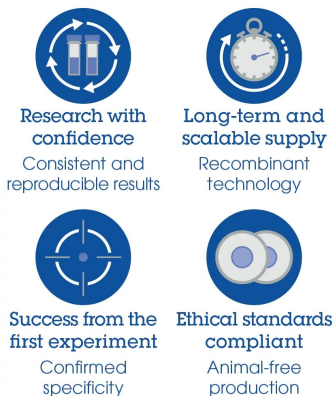 Research with
confidence
Consistent and
reproducible results
Long-term and
scalable supply
Recombinant
technology
Success from the
first experiment
Confirmed
specificity
Ethical standards
compliant
Animal-free
production